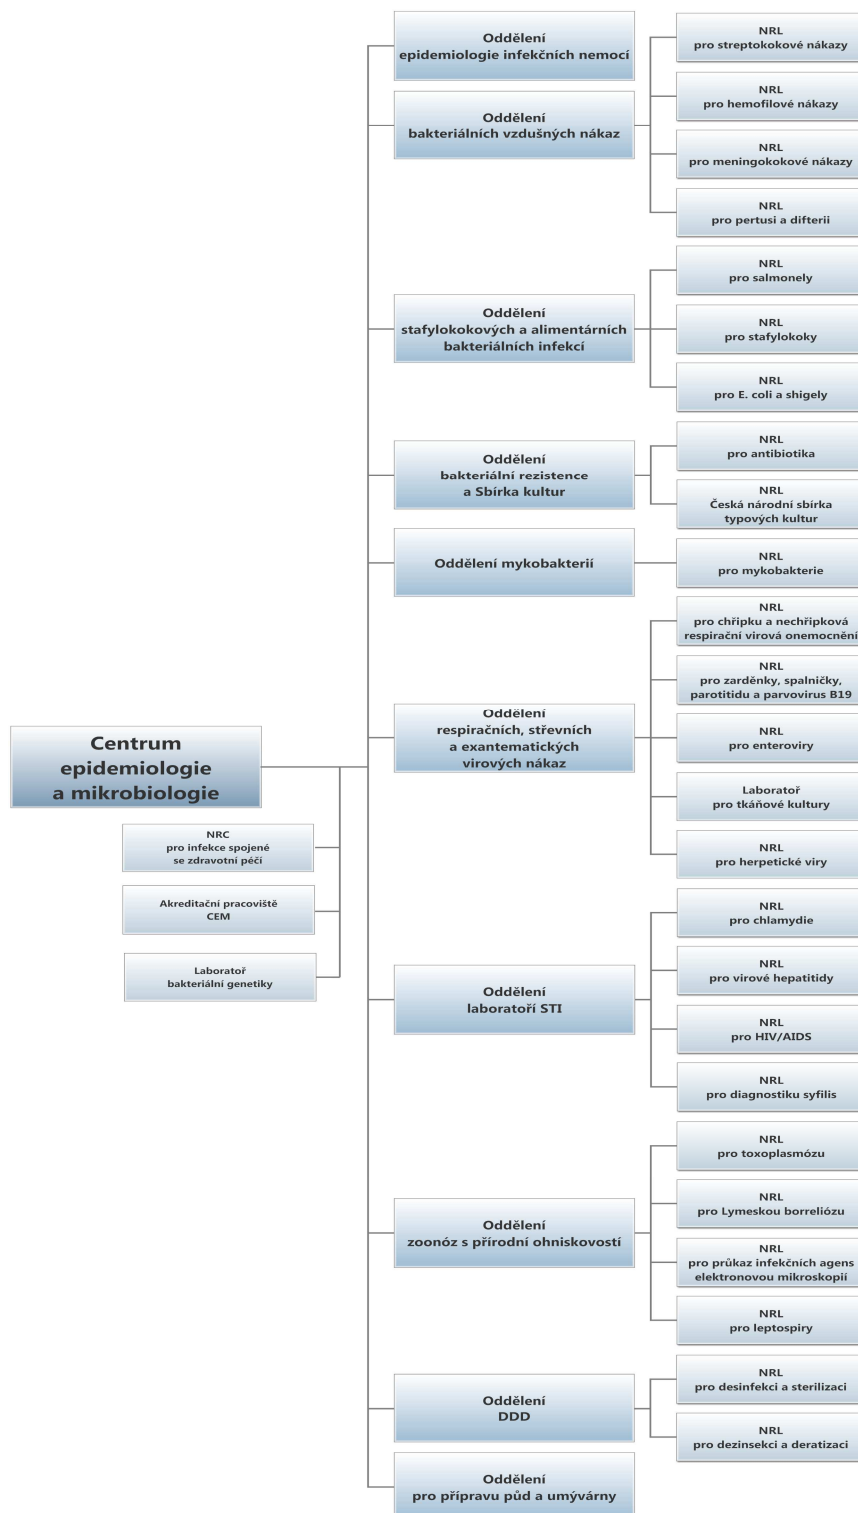 Centrum
epidemiologie
a mikrobiologie
NRC
pro infekce spojené
se zdravotní péčí
Akreditační pracoviště
CEM
Laboratoř
bakteriální genetiky
Oddělení
epidemiologie infekčních nemocí
Oddělení
bakteriálních vzdušných nákaz
NRL
pro streptokokové nákazy
NRL
pro hemofilové nákazy
NRL
pro meningokokové nákazy
NRL
pro pertusi a difterii
Oddělení
stafylokokových a alimentárních
bakteriálních infekcí
NRL
pro salmonely
NRL
pro stafylokoky
NRL
pro E. coli a shigely
Oddělení
bakteriální rezistence
a Sbírka kultur
NRL
pro antibiotika
NRL
Česká národní sbírka
typových kultur
Oddělení mykobakterií
NRL
pro mykobakterie
Oddělení
respiračních, střevních
a exantematických
virových nákaz
NRL
pro chřipku a nechřipková
respirační virová onemocnění
NRL
pro zarděnky, spalničky,
parotitidu a parvovirus B19
NRL
pro enteroviry
Laboratoř
pro tkáňové kultury
NRL
pro herpetické viry
Oddělení
laboratoří STI
NRL
pro chlamydie
NRL
pro virové hepatitidy
NRL
pro HIV/AIDS
NRL
pro diagnostiku syfilis
Oddělení
zoonóz s přírodní ohniskovostí
NRL
pro toxoplasmózu
NRL
pro Lymeskou borreliózu
NRL
pro průkaz infekčních agens
elektronovou mikroskopií
NRL
pro leptospiry
Oddělení
DDD
NRL
pro desinfekci a sterilizaci
NRL
pro dezinsekci a deratizaci
Oddělení
pro přípravu půd a umývárny